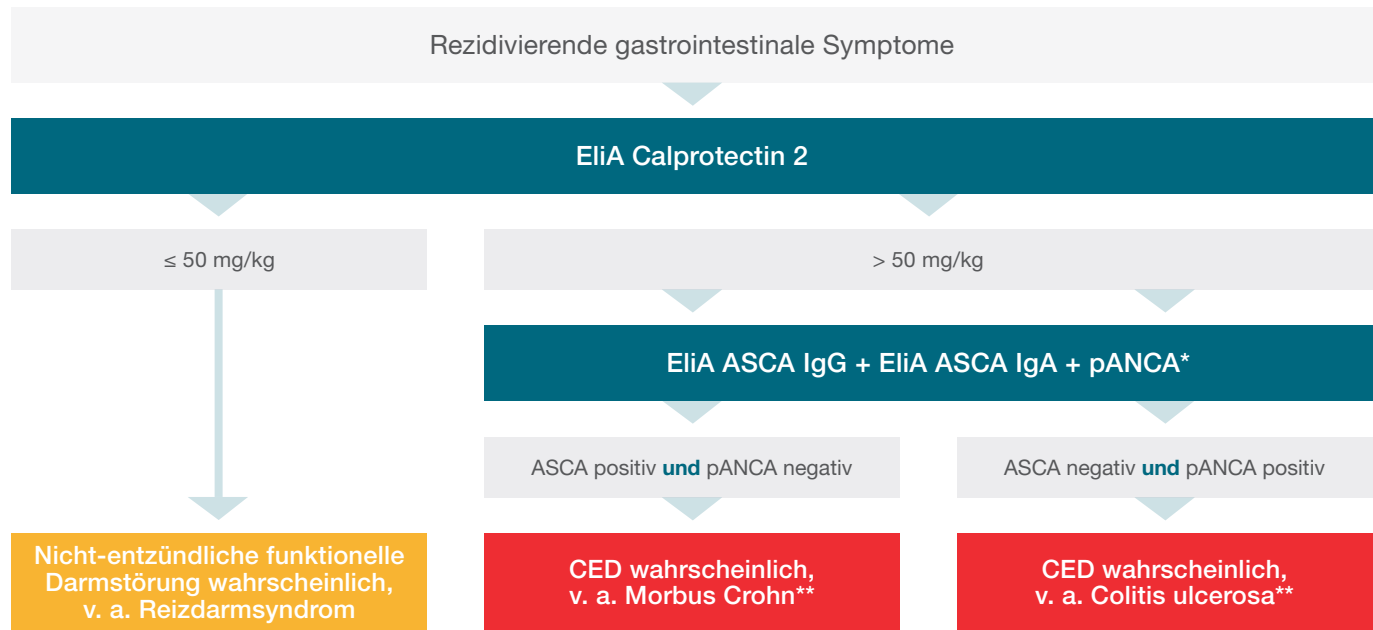 Rezidivierende gastrointestinale Symptome
EliA Calprotectin 2
≤ 50 mg/kg
> 50 mg/kg
EliA ASCA IgG + EliA ASCA IgA + pANCA*
ASCA positiv und pANCA negativ
ASCA negativ und pANCA positiv
Nicht-entzündliche funktionelle
Darmstörung wahrscheinlich,
v. a. Reizdarmsyndrom
CED wahrscheinlich,
v. a. Morbus Crohn**
CED wahrscheinlich,
v. a. Colitis ulcerosa**